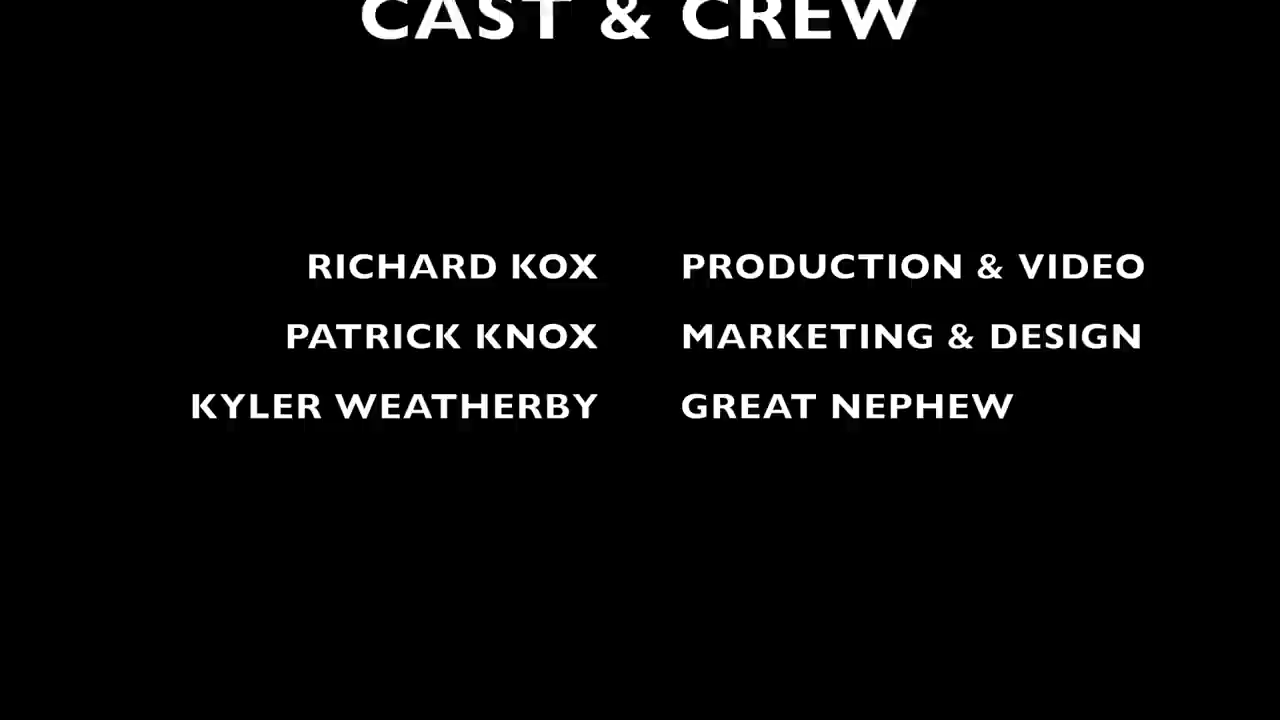 CAST & CREW
RICHARD KOX PRODUCTION & VIDEO
PATRICK KNOX MARKETING & DESIGN
KYLER WEATHERBY GREAT NEPHEW